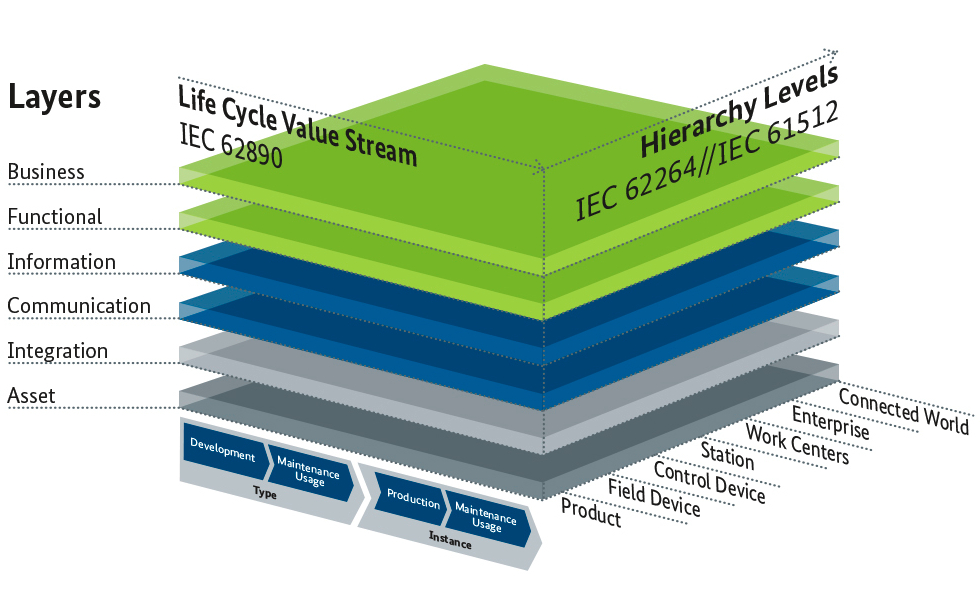 Layers
Life Cycle Value Stream
IEC 62890
Hierarchy Levels
IEC 62264//IEC 61512
Business
Functional
Information
Communication
Integration
Asset
Development
Maintenance
Usage
Type
Production
Maintenance
Usage
Instance
Connected World
Enterprise
Work Centers
Station
Control Device
Field Device
Product